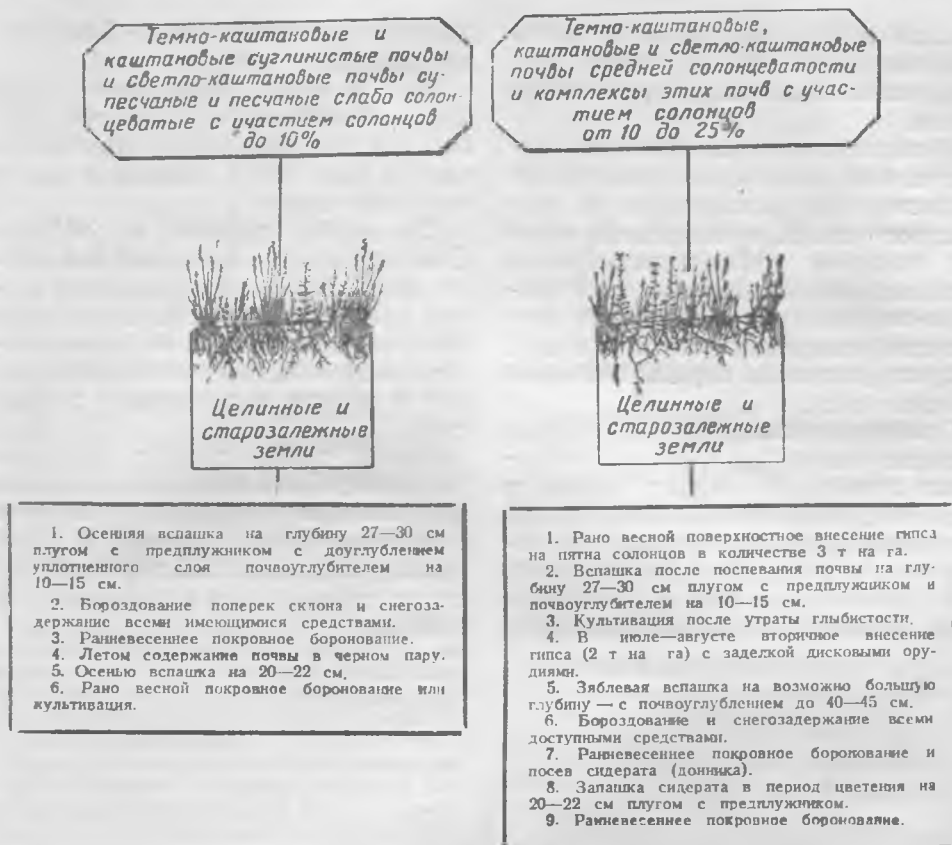 Темно-каштановые и
каштановые суглинистые почвы
и светло-каштановые почвы су-
песчаные и песчаные слабо солон-
цеватые с участием солонцов
до 10%
Целинные и
старозалежные
земли
1. Осенняя вспашка на глубину 27—30 см
плугом с предплужником с доуглублением
уплотненного слоя почвоуглубителем на
10—15 см.
2. Бороздование поперек склона и снегоза-
держание всеми имеющимися средствами.
3. Ранневесеннее покровное боронование.
4. Летом содержание почвы в черном пару.
5. Осенью вспашка на 20—22 см.
6. Рано весной покровное боронование или
культивация.
Темно-каштановые,
каштановые и светло-каштановые
почвы средней солонцеватости
и комплексы этих почв с учас-
тием солонцов
от 10 до 25%
Целинные и
старозалежные
земли
1. Рано весной поверхностное внесение гипса
на пятна солонцов в количестве 3 т на га.
2. Вспашка после поспевания почвы на глу-
бину 27—30 см плугом с предплужником и
почвоуглубителем на 10—15 см.
3. Культивация после утраты глыбистости.
4. В июле—августе вторичное внесение
гипса (2 т на га) с заделкой дисковыми ору-
диями.
5. Зяблевая вспашка на возможно большую
глубину — с почвоуглублением до 40—45 см.
6. Бороздование и снегозадержание всеми
доступными средствами.
7. Ранневесеннее покровное боронование и
посев сидерата (донника).
8. Запашка сидерата в период цветения на
20—22 см плугом с предплужником.
9. Ранневесеннее покровное боронование.